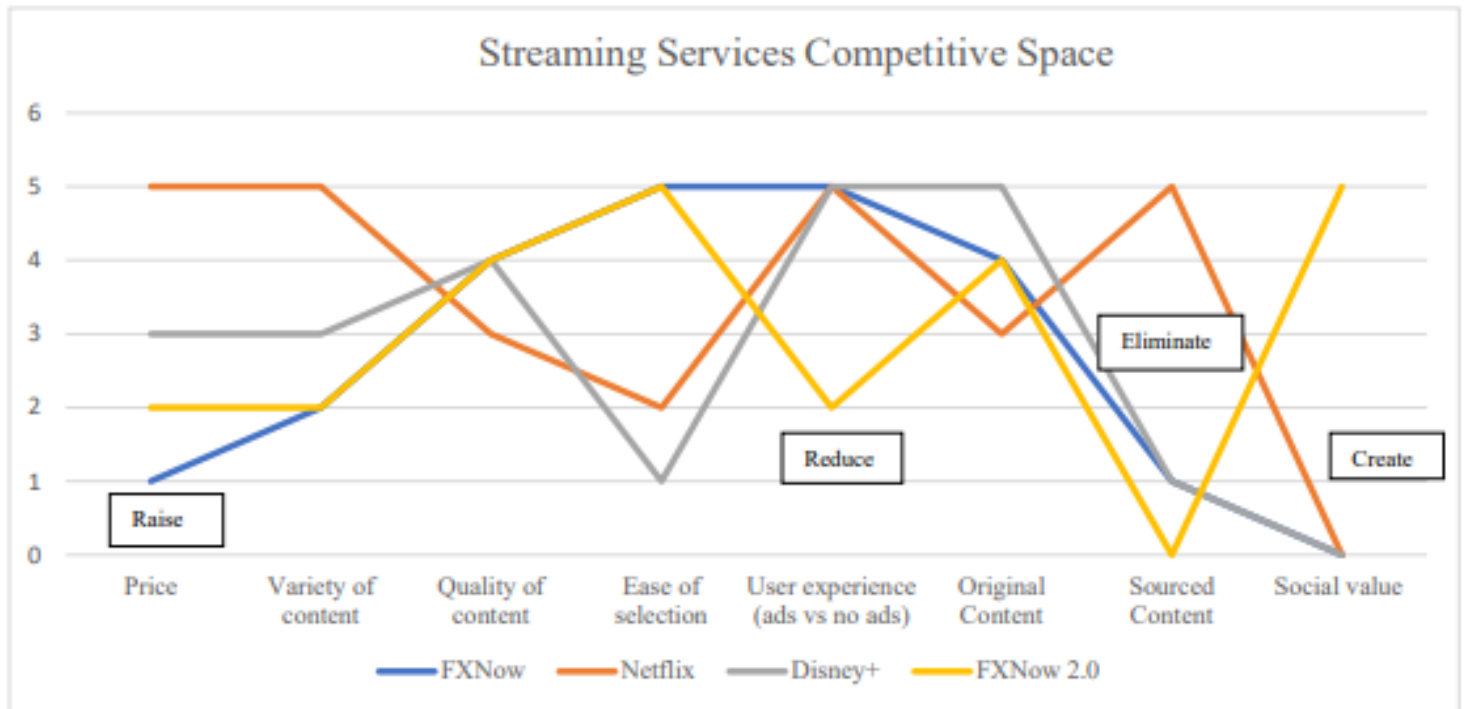 Streaming Services Competitive Space
6
5
4
3
2
1
0
Eliminate
Reduce
Create
Raise
Price
Variety of
content
Quality of
content
Ease of
selection
User experience
(ads vs no ads)
Original
Content
Sourced
Content
Social value
FXNow
Netflix
Disney+
FXNow 2.0